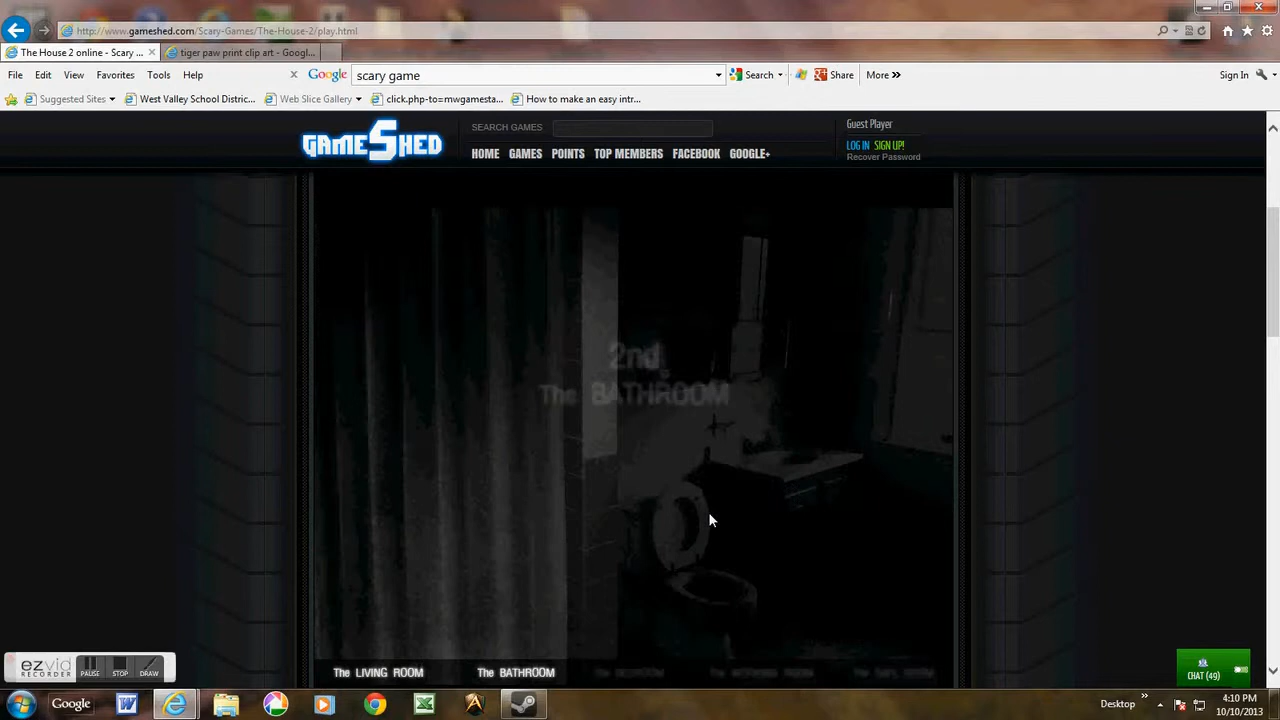 http://www.gameshed.com/Scary-Games/The-House-2/play.html
The House 2 online - Scary ...
tiger paw print clip art - Googl...
File Edit View Favorites Tools Help
Google scary game Search Share More »
Sign In
Suggested Sites West Valley School District... Web Slice Gallery click.php-to=mwgamesta... How to make an easy intr...
GAMESHED
SEARCH GAMES
Guest Player
LOG IN SIGN UP!
Recover Password
HOME GAMES POINTS TOP MEMBERS FACEBOOK GOOGLE+
2nd.
The BATHROOM
The LIVING ROOM The BATHROOM The BEDROOM
ezvid
RECORDER
PAUSE STOP DRAW
CHAT (49)
Google
Desktop
4:10 PM
10/10/2013